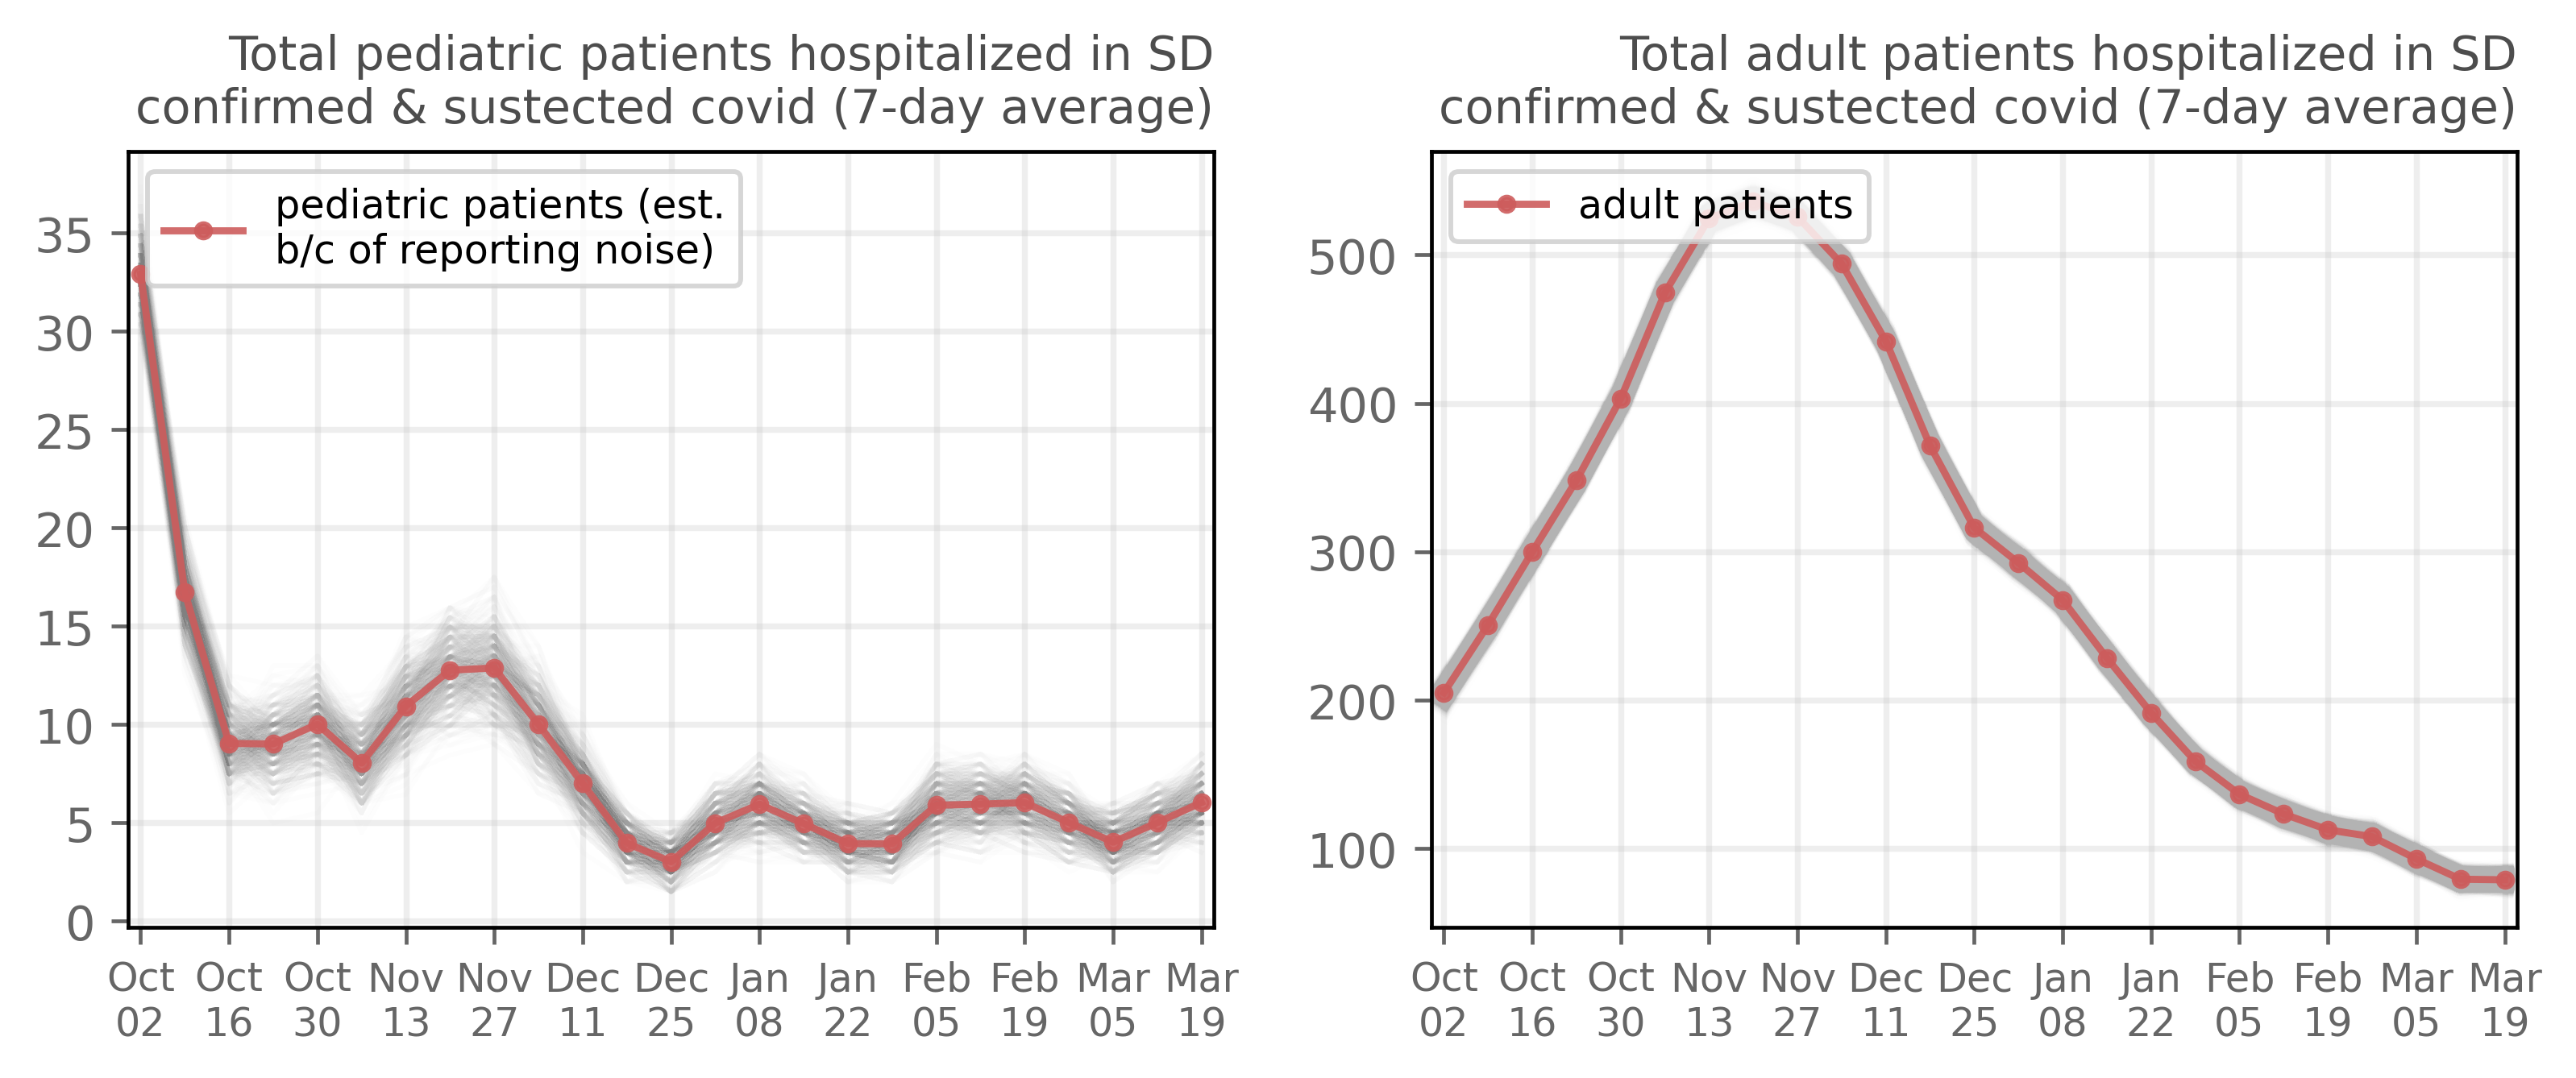 Total pediatric patients hospitalized in SD
confirmed & sustected covid (7-day average)
pediatric patients (est.
b/c of reporting noise)
35
30
25
20
15
10
5
0
Oct Oct Oct Nov Nov Dec Dec Jan Jan Feb Feb Mar Mar
02 16 30 13 27 11 25 08 22 05 19 05 19
Total adult patients hospitalized in SD
confirmed & sustected covid (7-day average)
adult patients
500
400
300
200
100
Oct Oct Oct Nov Nov Dec Dec Jan Jan Feb Feb Mar Mar
02 16 30 13 27 11 25 08 22 05 19 05 19